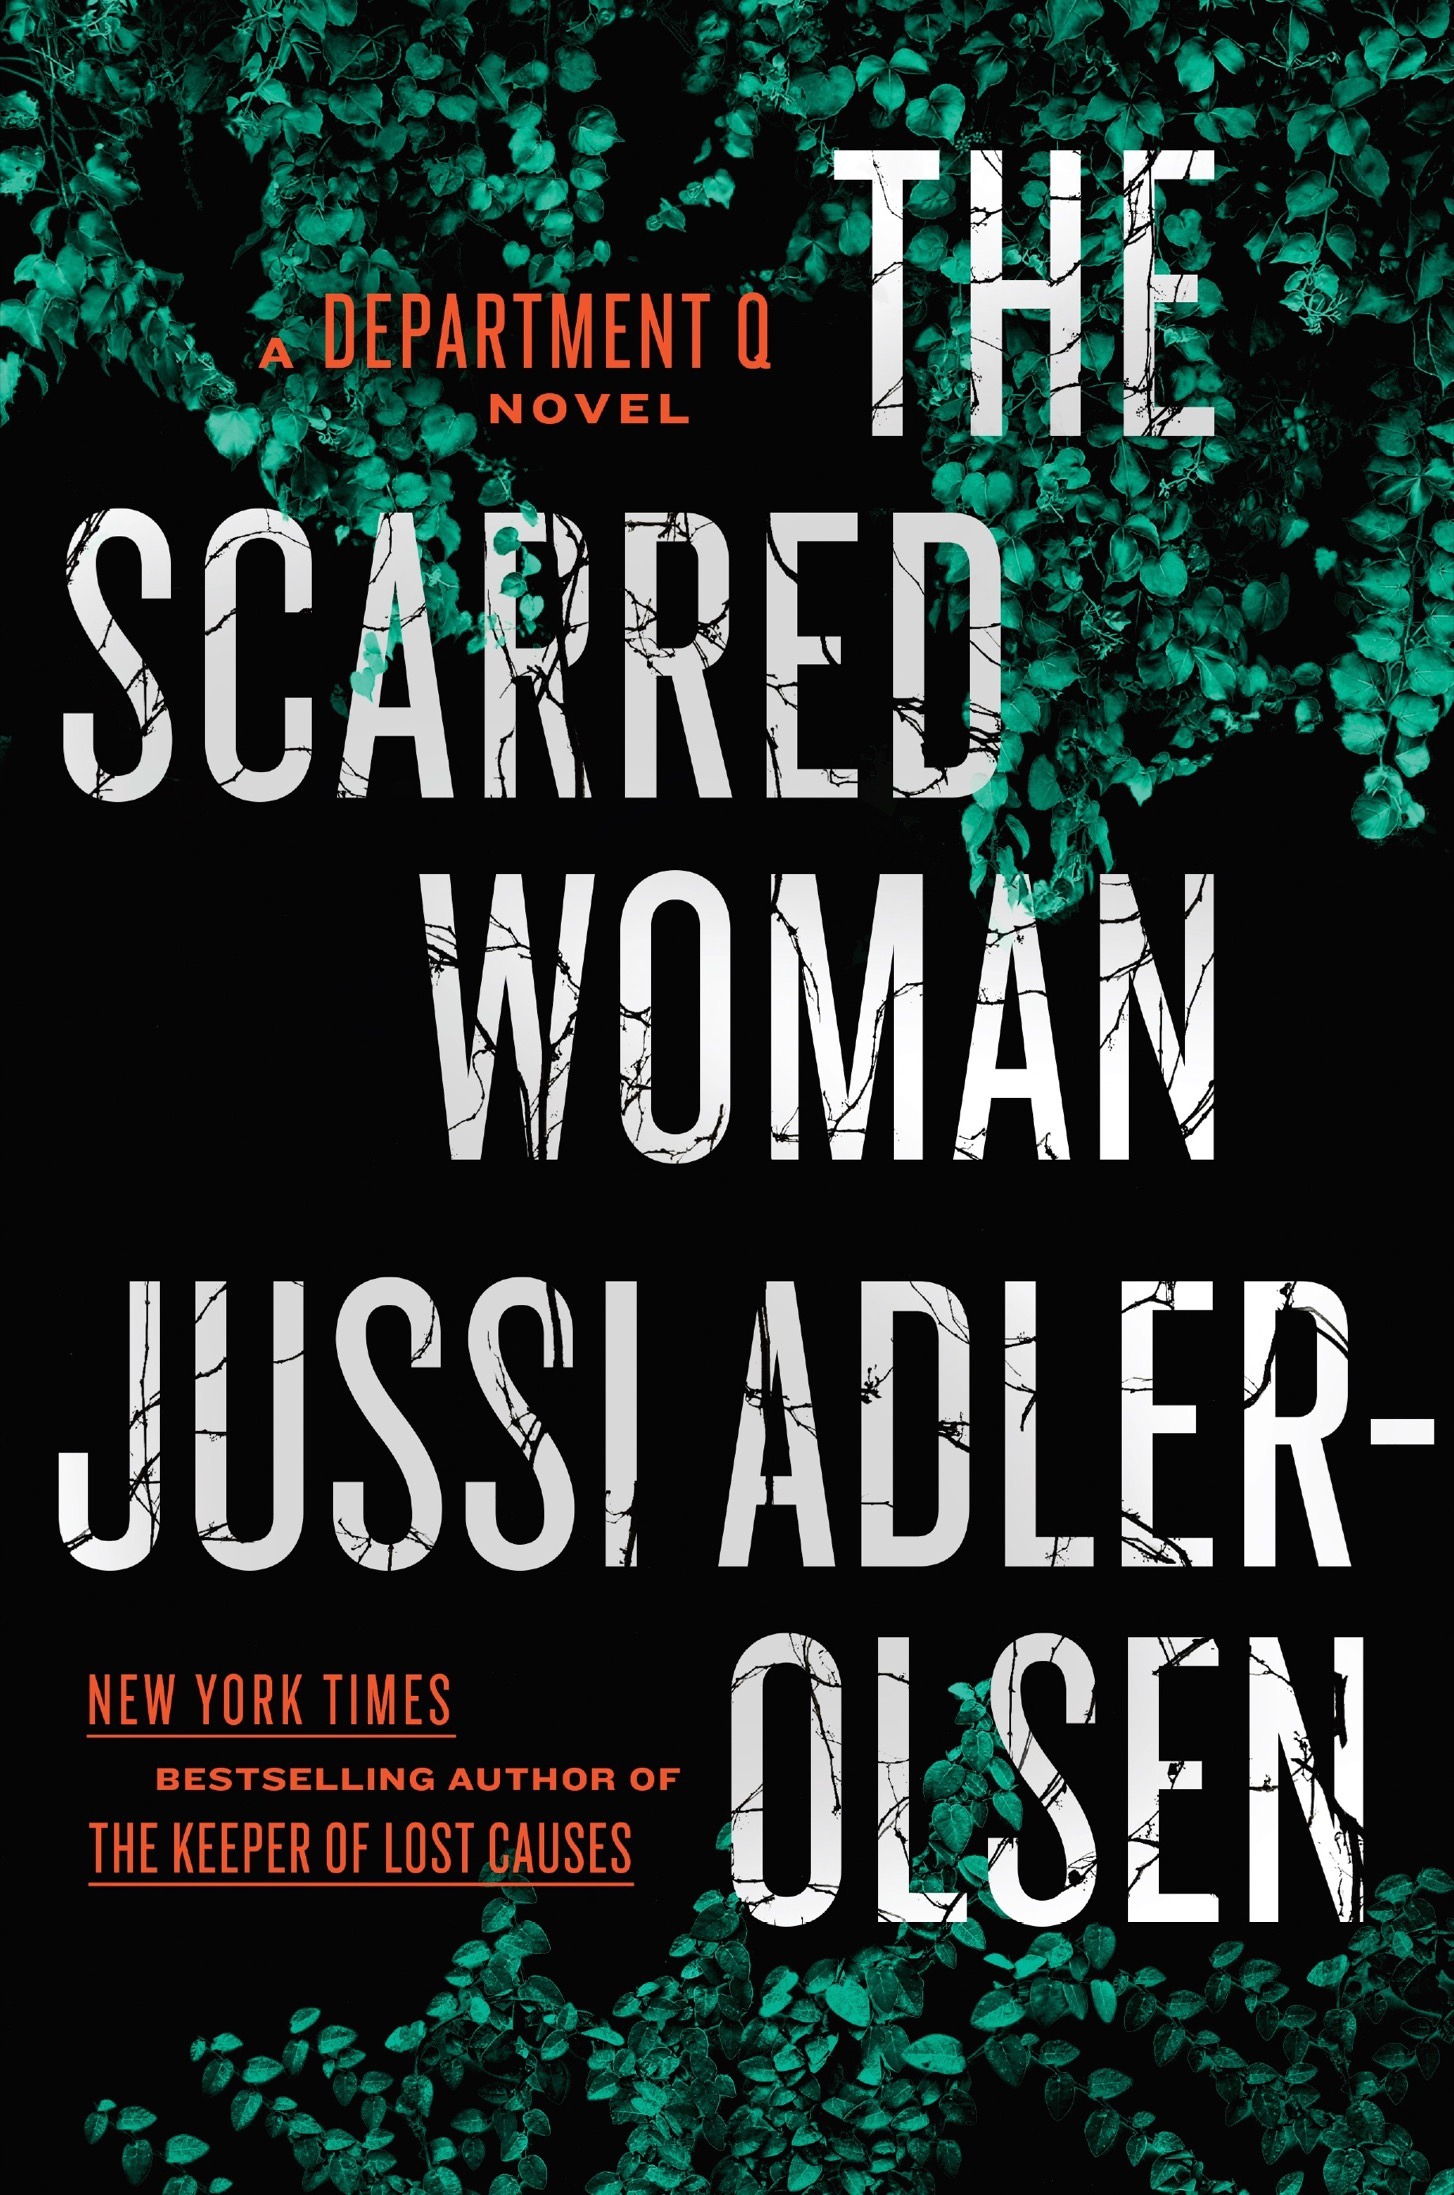 THE
A DEPARTMENT Q
NOVEL
SCARRED
WOMAN
JUSSI ADLER-
OLSEN
NEW YORK TIMES
BESTSELLING AUTHOR OF
THE KEEPER OF LOST CAUSES